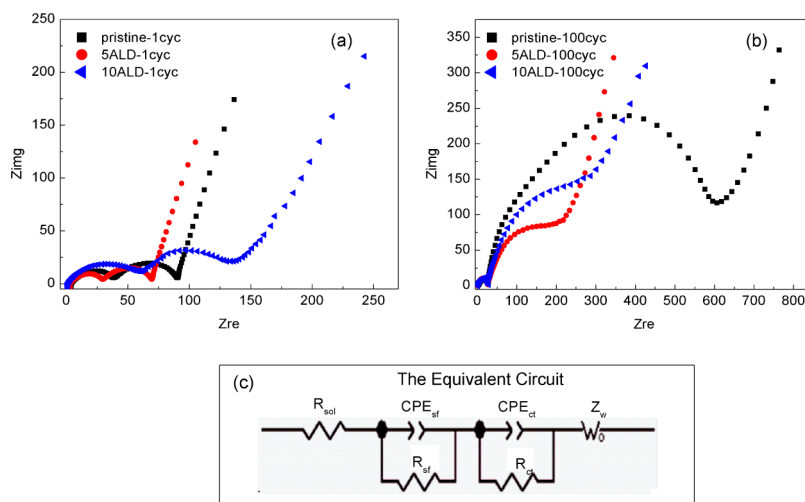 (a)
pristine-1cyc
5ALD-1cyc
10ALD-1cyc
250
200
150
100
50
0
Zimg
0 50 100 150 200 250
Zre
(b)
pristine-100cyc
5ALD-100cyc
10ALD-100cyc
350
300
250
200
150
100
50
0
Zimg
0 100 200 300 400 500 600 700 800
Zre
(c)
The Equivalent Circuit
Rsol CPEsf CPEct Zw
0
Rsf Rct